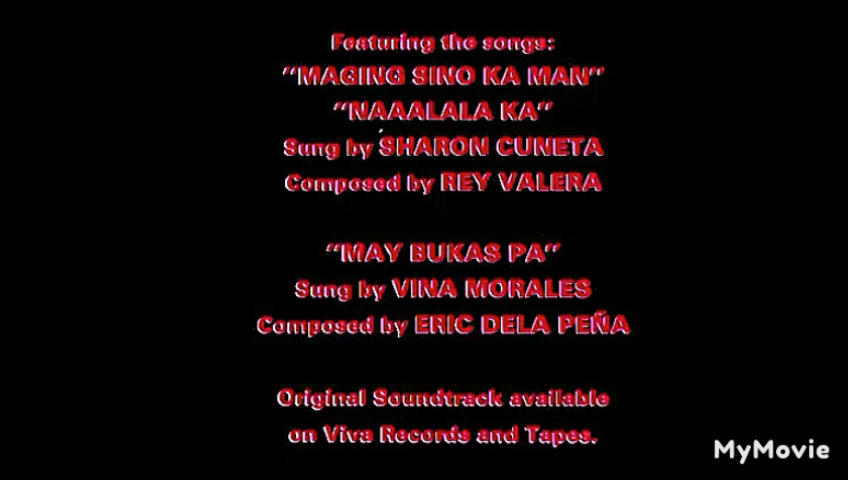 Featuring the songs:
"MAGING SINO KA MAN"
"NAAALALA KA"
Sung by SHARON CUNETA
Composed by REY VALERA
"MAY BUKAS PA"
Sung by VINA MORALES
Composed by ERIC DELA PEÑA
Original Soundtrack available
on Viva Records and Tapes.
MyMovie